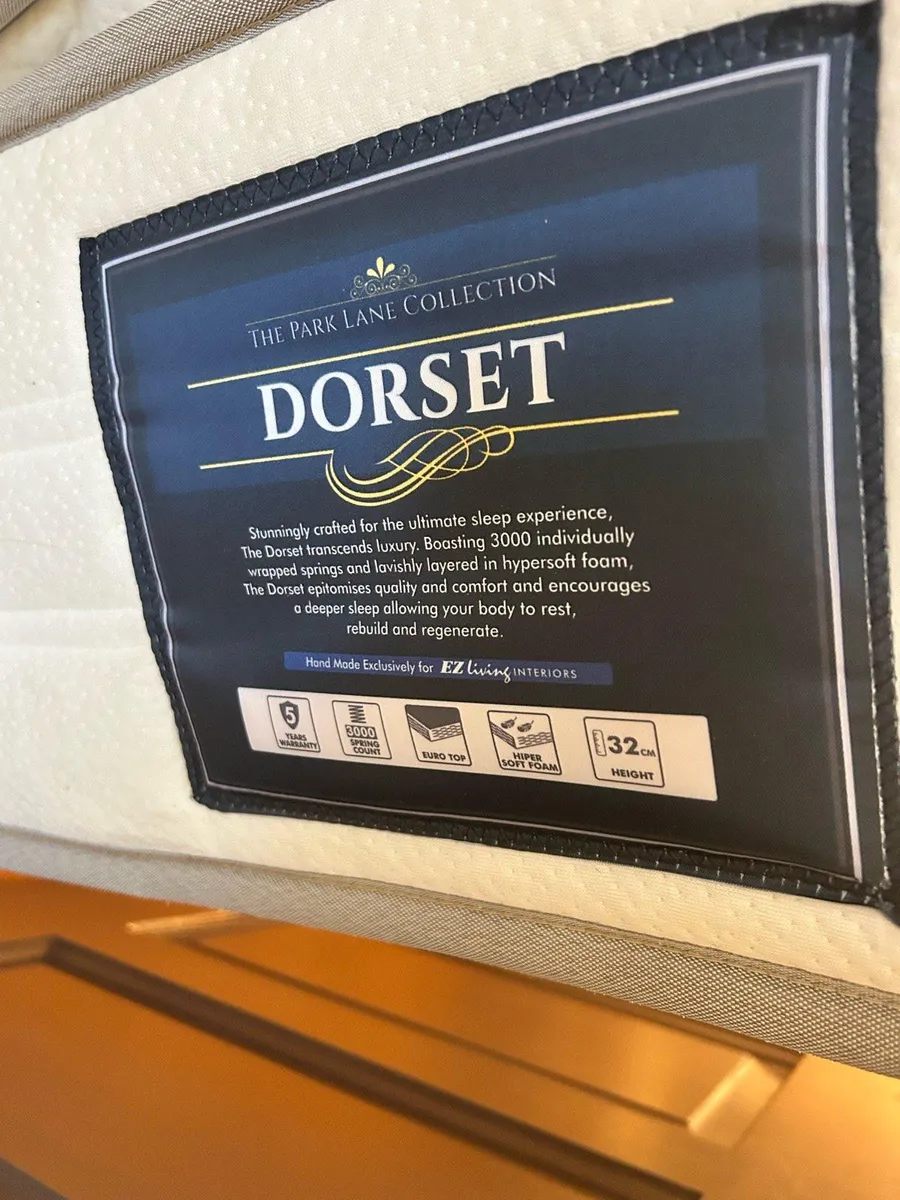 THE PARK LANE COLLECTION
DORSET
Stunningly crafted for the ultimate sleep experience,
The Dorset transcends luxury. Boasting 3000 individually
wrapped springs and lavishly layered in hypersoft foam,
The Dorset epitomises quality and comfort and encourages
a deeper sleep allowing your body to rest,
rebuild and regenerate.
Hand Made Exclusively for EZ living INTERIORS
5 YEARS WARRANTY
3000 SPRING COUNT
EURO TOP
HIPER SOFT FOAM
32CM HEIGHT